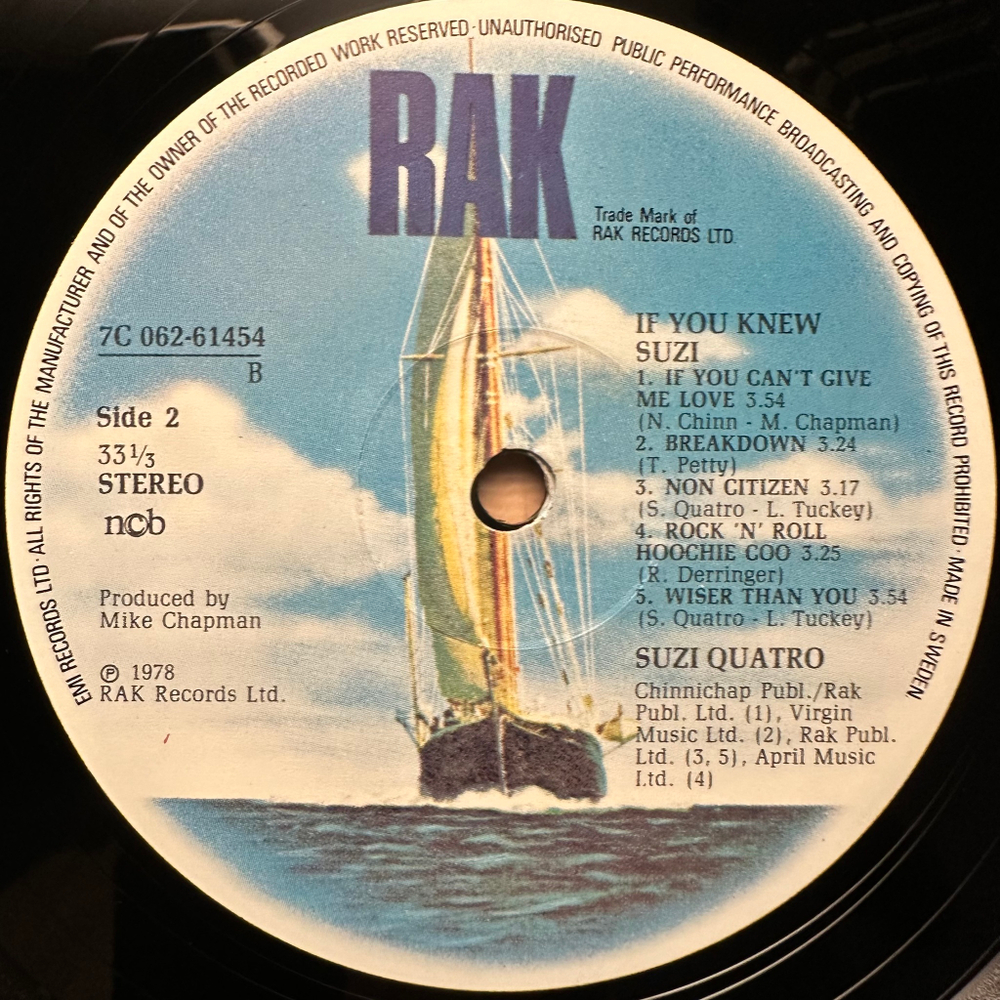 EMI RECORDS LTD · ALL RIGHTS OF THE MANUFACTURER AND OF THE OWNER OF THE RECORDED WORK RESERVED · UNAUTHORISED PUBLIC PERFORMANCE BROADCASTING AND COPYING OF THIS RECORD PROHIBITED · MADE IN SWEDEN
RAK
Trade Mark of
RAK RECORDS LTD.
7C 062-61454
B
Side 2
33 1/3
STEREO
ncb
Produced by
Mike Chapman
℗ 1978
RAK Records Ltd.
IF YOU KNEW
SUZI
1. IF YOU CAN'T GIVE
ME LOVE 3.54
(N. Chinn - M. Chapman)
2. BREAKDOWN 3.24
(T. Petty)
3. NON CITIZEN 3.17
(S. Quatro - L. Tuckey)
4. ROCK 'N' ROLL
HOOCHIE COO 3.25
(R. Derringer)
5. WISER THAN YOU 3.54
(S. Quatro - L. Tuckey)
SUZI QUATRO
Chinnichap Publ./Rak
Publ. Ltd. (1), Virgin
Music Ltd. (2), Rak Publ.
Ltd. (3, 5), April Music
Ltd. (4)